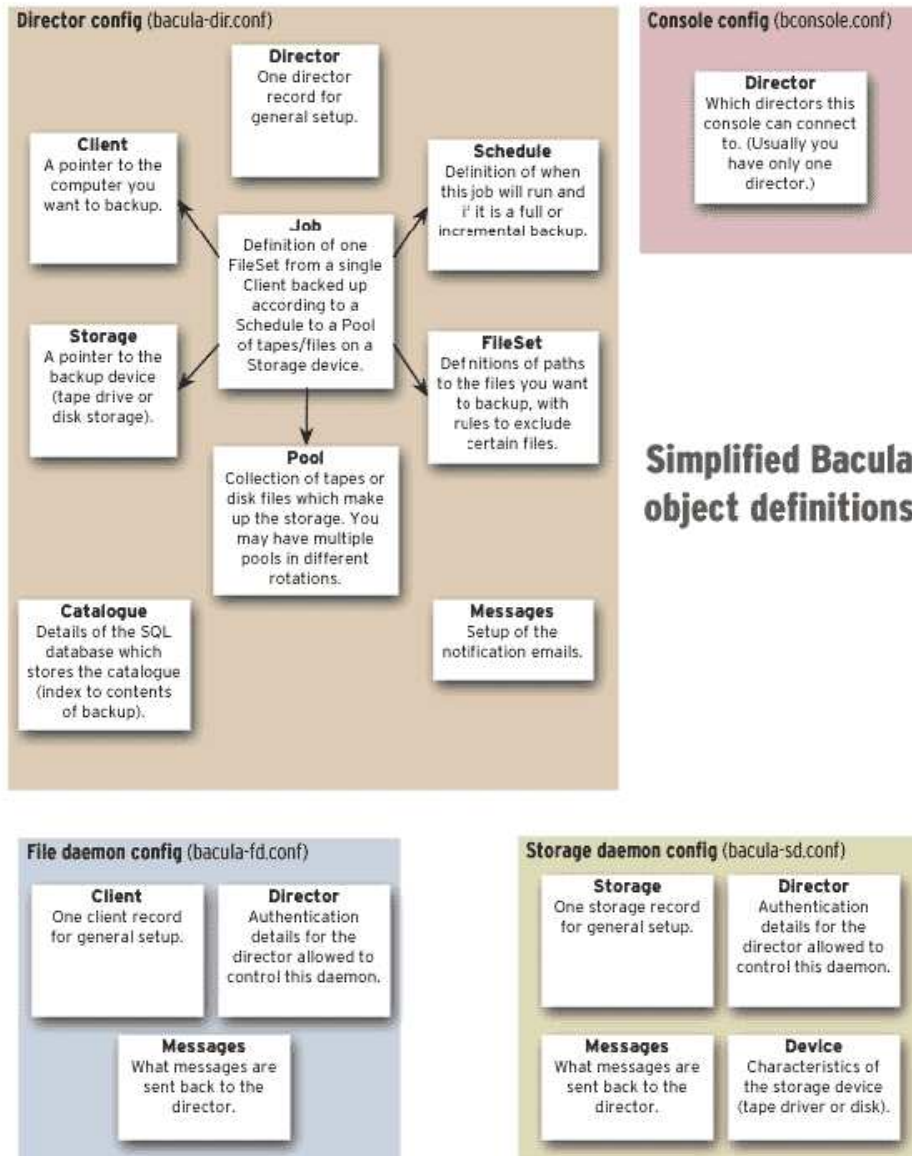 Director config (bacula-dir.conf)
Director
One director
record for
general setup.
Client
A pointer to the
computer you
want to backup.
Schedule
Definition of when
this job will run and
if it is a full or
incremental backup.
Job
Definition of one
FileSet from a single
Client backed up
according to a
Schedule to a Pool
of tapes/files on a
Storage device.
Storage
A pointer to the
backup device
(tape drive or
disk storage).
FileSet
Definitions of paths
to the files you want
to backup, with
rules to exclude
certain files.
Pool
Collection of tapes or
disk files which make
up the storage. You
may have multiple
pools in different
rotations.
Catalogue
Details of the SQL
database which
stores the catalogue
(index to contents
of backup).
Messages
Setup of the
notification emails.
Console config (bconsole.conf)
Director
Which directors this
console can connect
to. (Usually you
have only one
director.)
Simplified Bacula
object definitions
File daemon config (bacula-fd.conf)
Client
One client record
for general setup.
Director
Authentication
details for the
director allowed to
control this daemon.
Messages
What messages are
sent back to the
director.
Storage daemon config (bacula-sd.conf)
Storage
One storage record
for general setup.
Director
Authentication
details for the
director allowed to
control this daemon.
Messages
What messages are
sent back to the
director.
Device
Characteristics of
the storage device
(tape driver or disk).